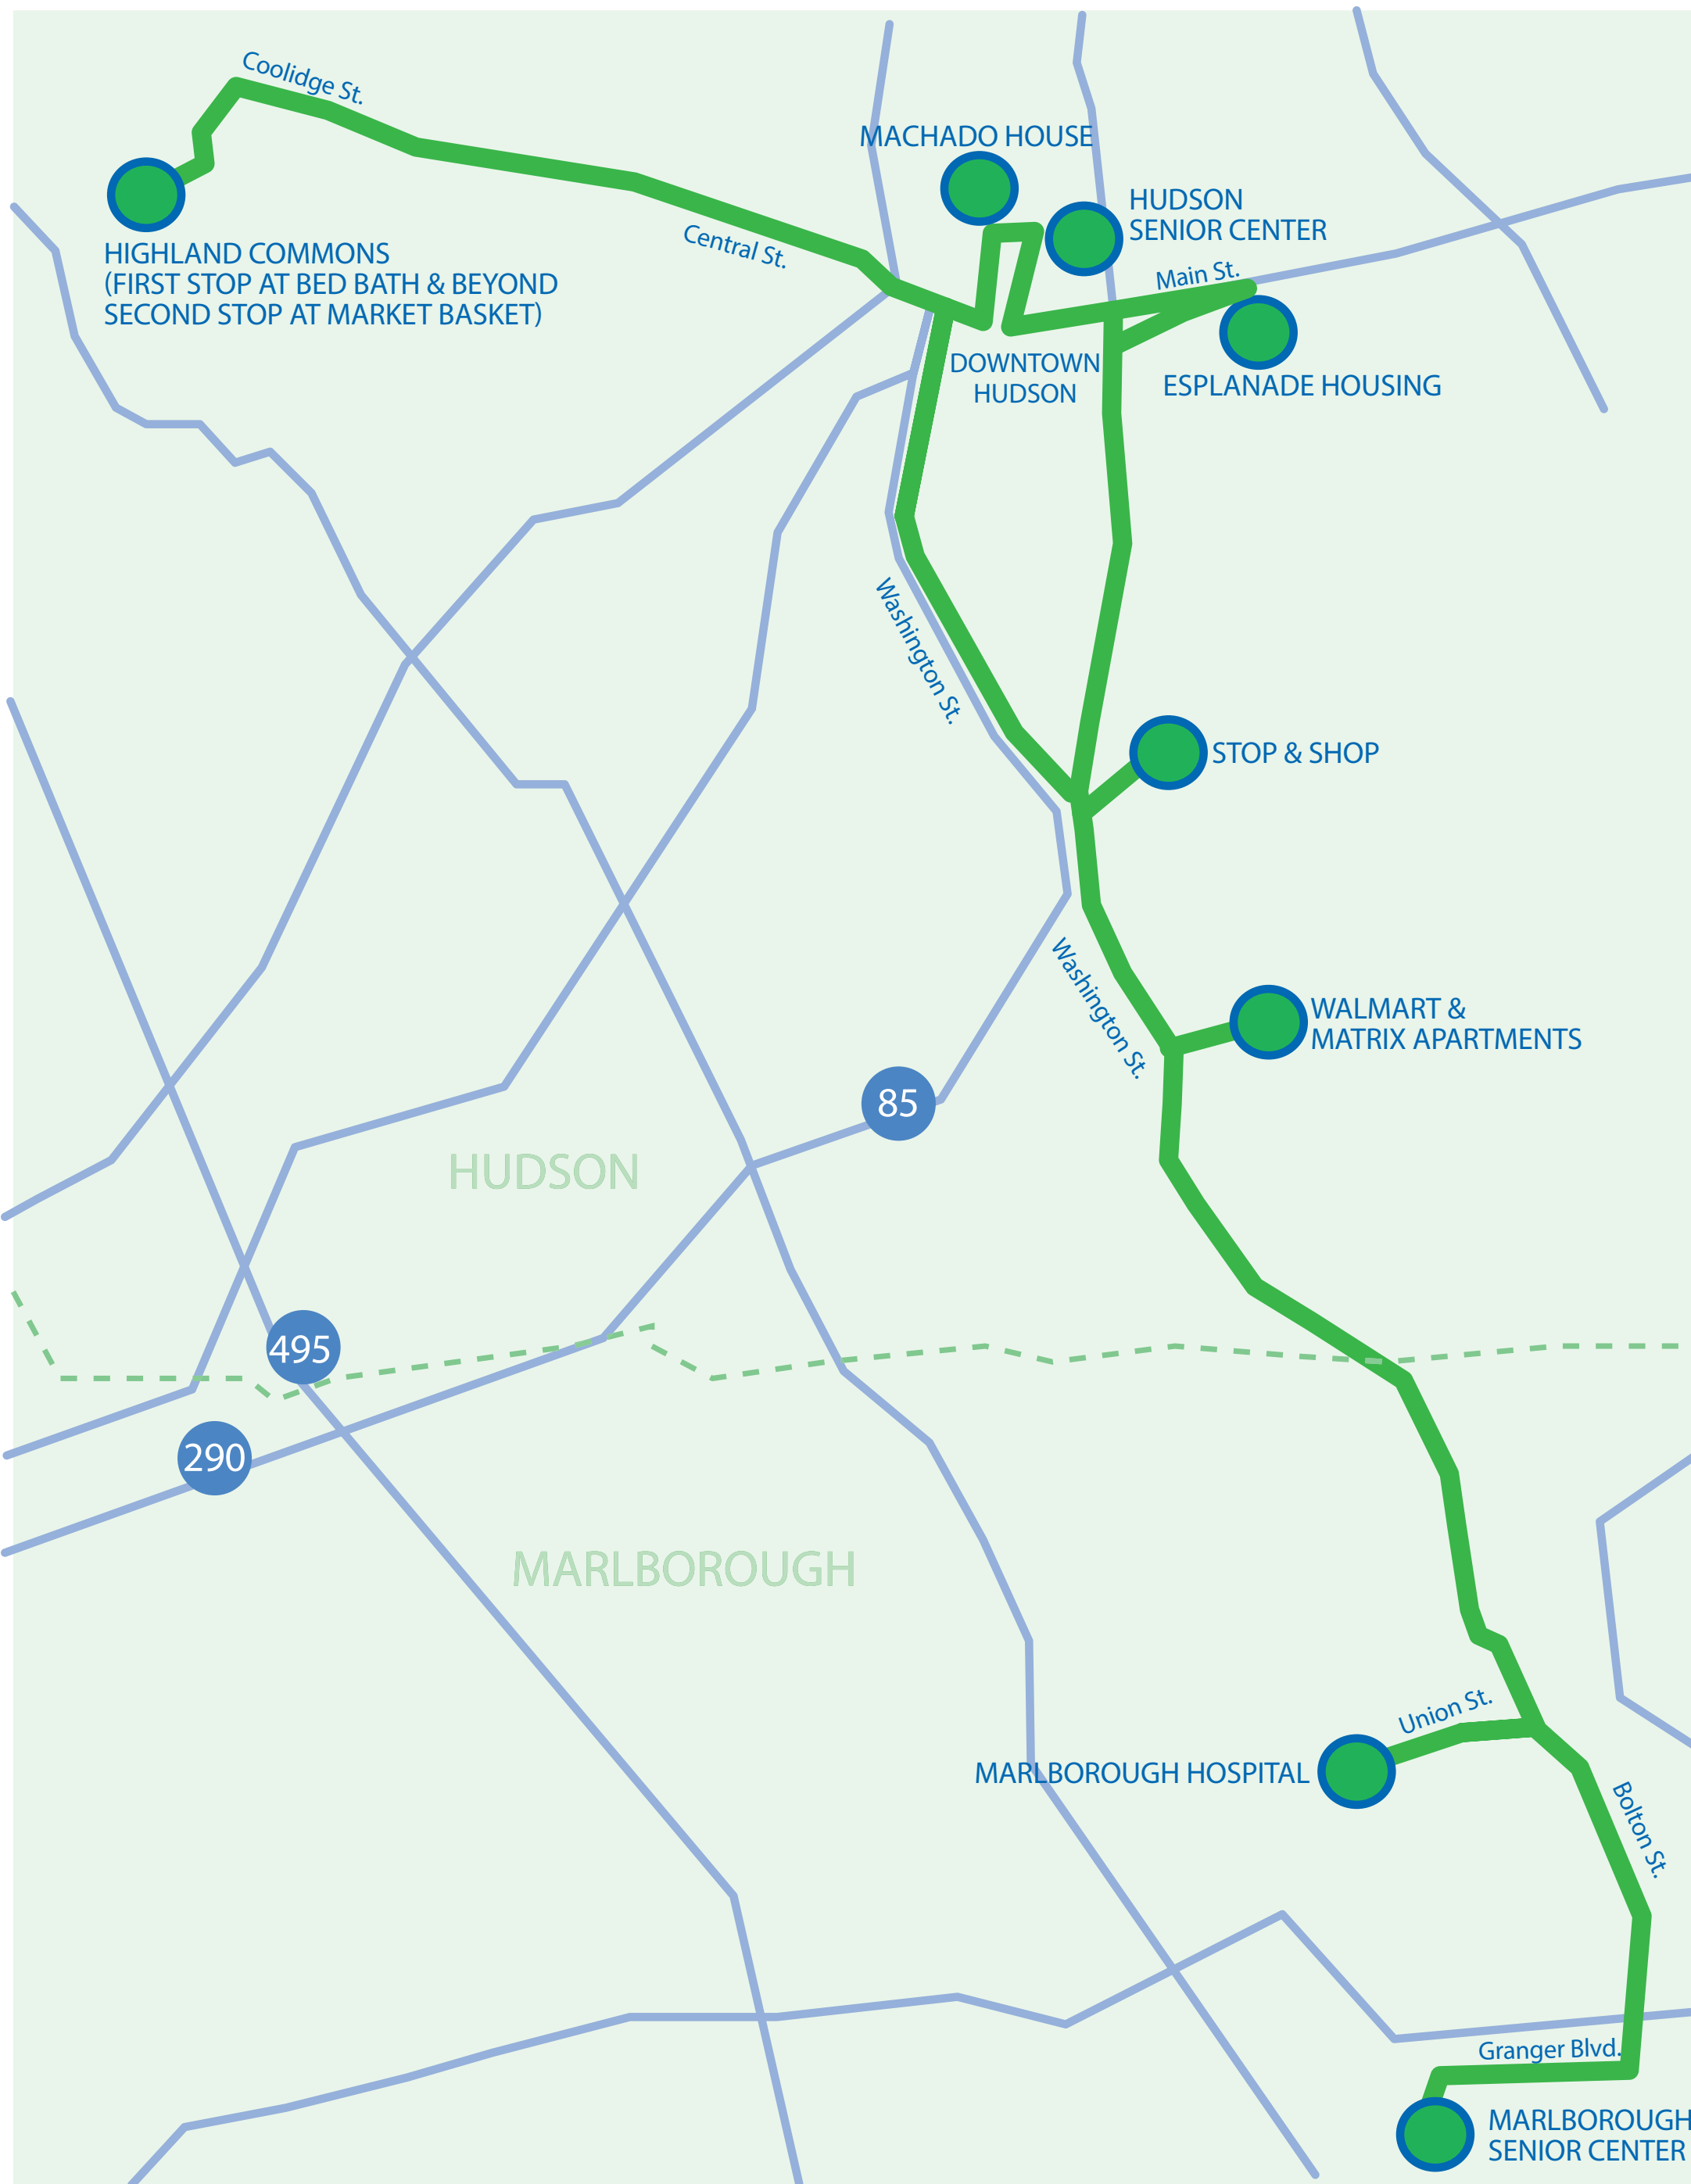 Coolidge St.
MACHADO HOUSE
HUDSON
SENIOR CENTER
HIGHLAND COMMONS
(FIRST STOP AT BED BATH & BEYOND
SECOND STOP AT MARKET BASKET)
Central St.
Main St.
DOWNTOWN
HUDSON
ESPLANADE HOUSING
Washington St.
STOP & SHOP
Washington St.
WALMART &
MATRIX APARTMENTS
85
HUDSON
495
290
MARLBOROUGH
Union St.
MARLBOROUGH HOSPITAL
Bolton St.
Granger Blvd.
MARLBOROUGH
SENIOR CENTER